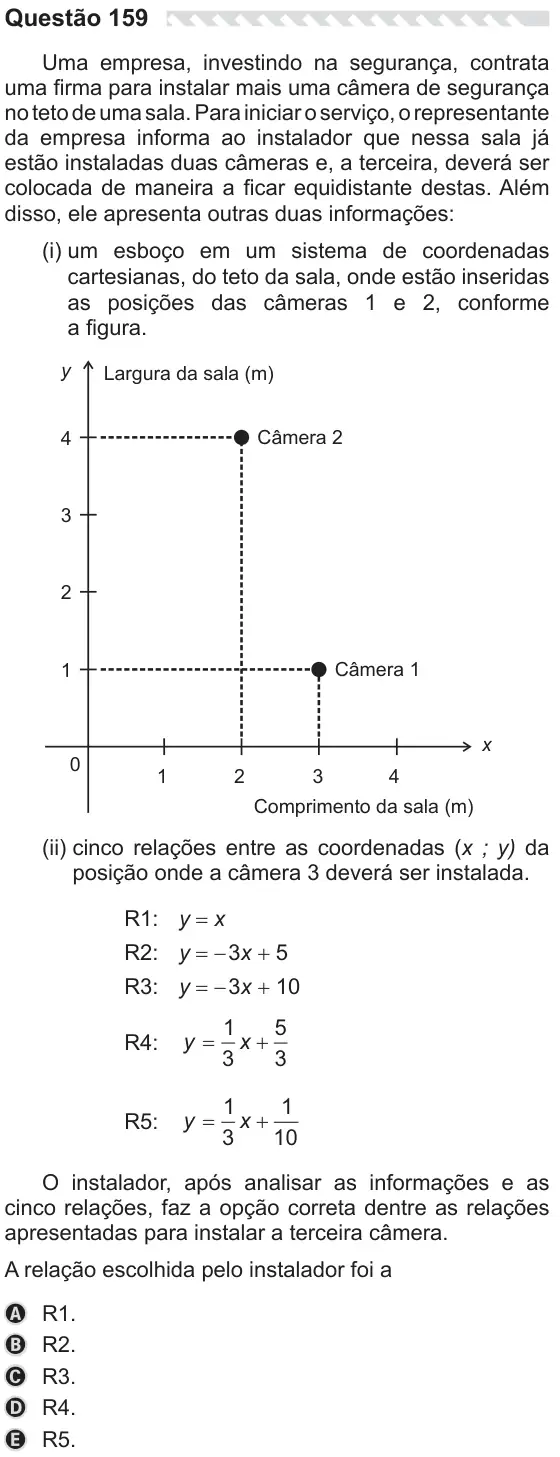 Questão 159
Uma empresa, investindo na segurança, contrata
uma firma para instalar mais uma câmera de segurança
no teto de uma sala. Para iniciar o serviço, o representante
da empresa informa ao instalador que nessa sala já
estão instaladas duas câmeras e, a terceira, deverá ser
colocada de maneira a ficar equidistante destas. Além
disso, ele apresenta outras duas informações:
(i) um esboço em um sistema de coordenadas
cartesianas, do teto da sala, onde estão inseridas
as posições das câmeras 1 e 2, conforme
a figura.
y Largura da sala (m)
4 Câmera 2
3
2
1 Câmera 1
x
0
1 2 3 4
Comprimento da sala (m)
(ii) cinco relações entre as coordenadas (x ; y) da
posição onde a câmera 3 deverá ser instalada.
R1: y = x
R2: y = −3x + 5
R3: y = −3x + 10
R4: y = 1/3 x + 5/3
R5: y = 1/3 x + 1/10
O instalador, após analisar as informações e as
cinco relações, faz a opção correta dentre as relações
apresentadas para instalar a terceira câmera.
A relação escolhida pelo instalador foi a
A R1.
B R2.
C R3.
D R4.
E R5.